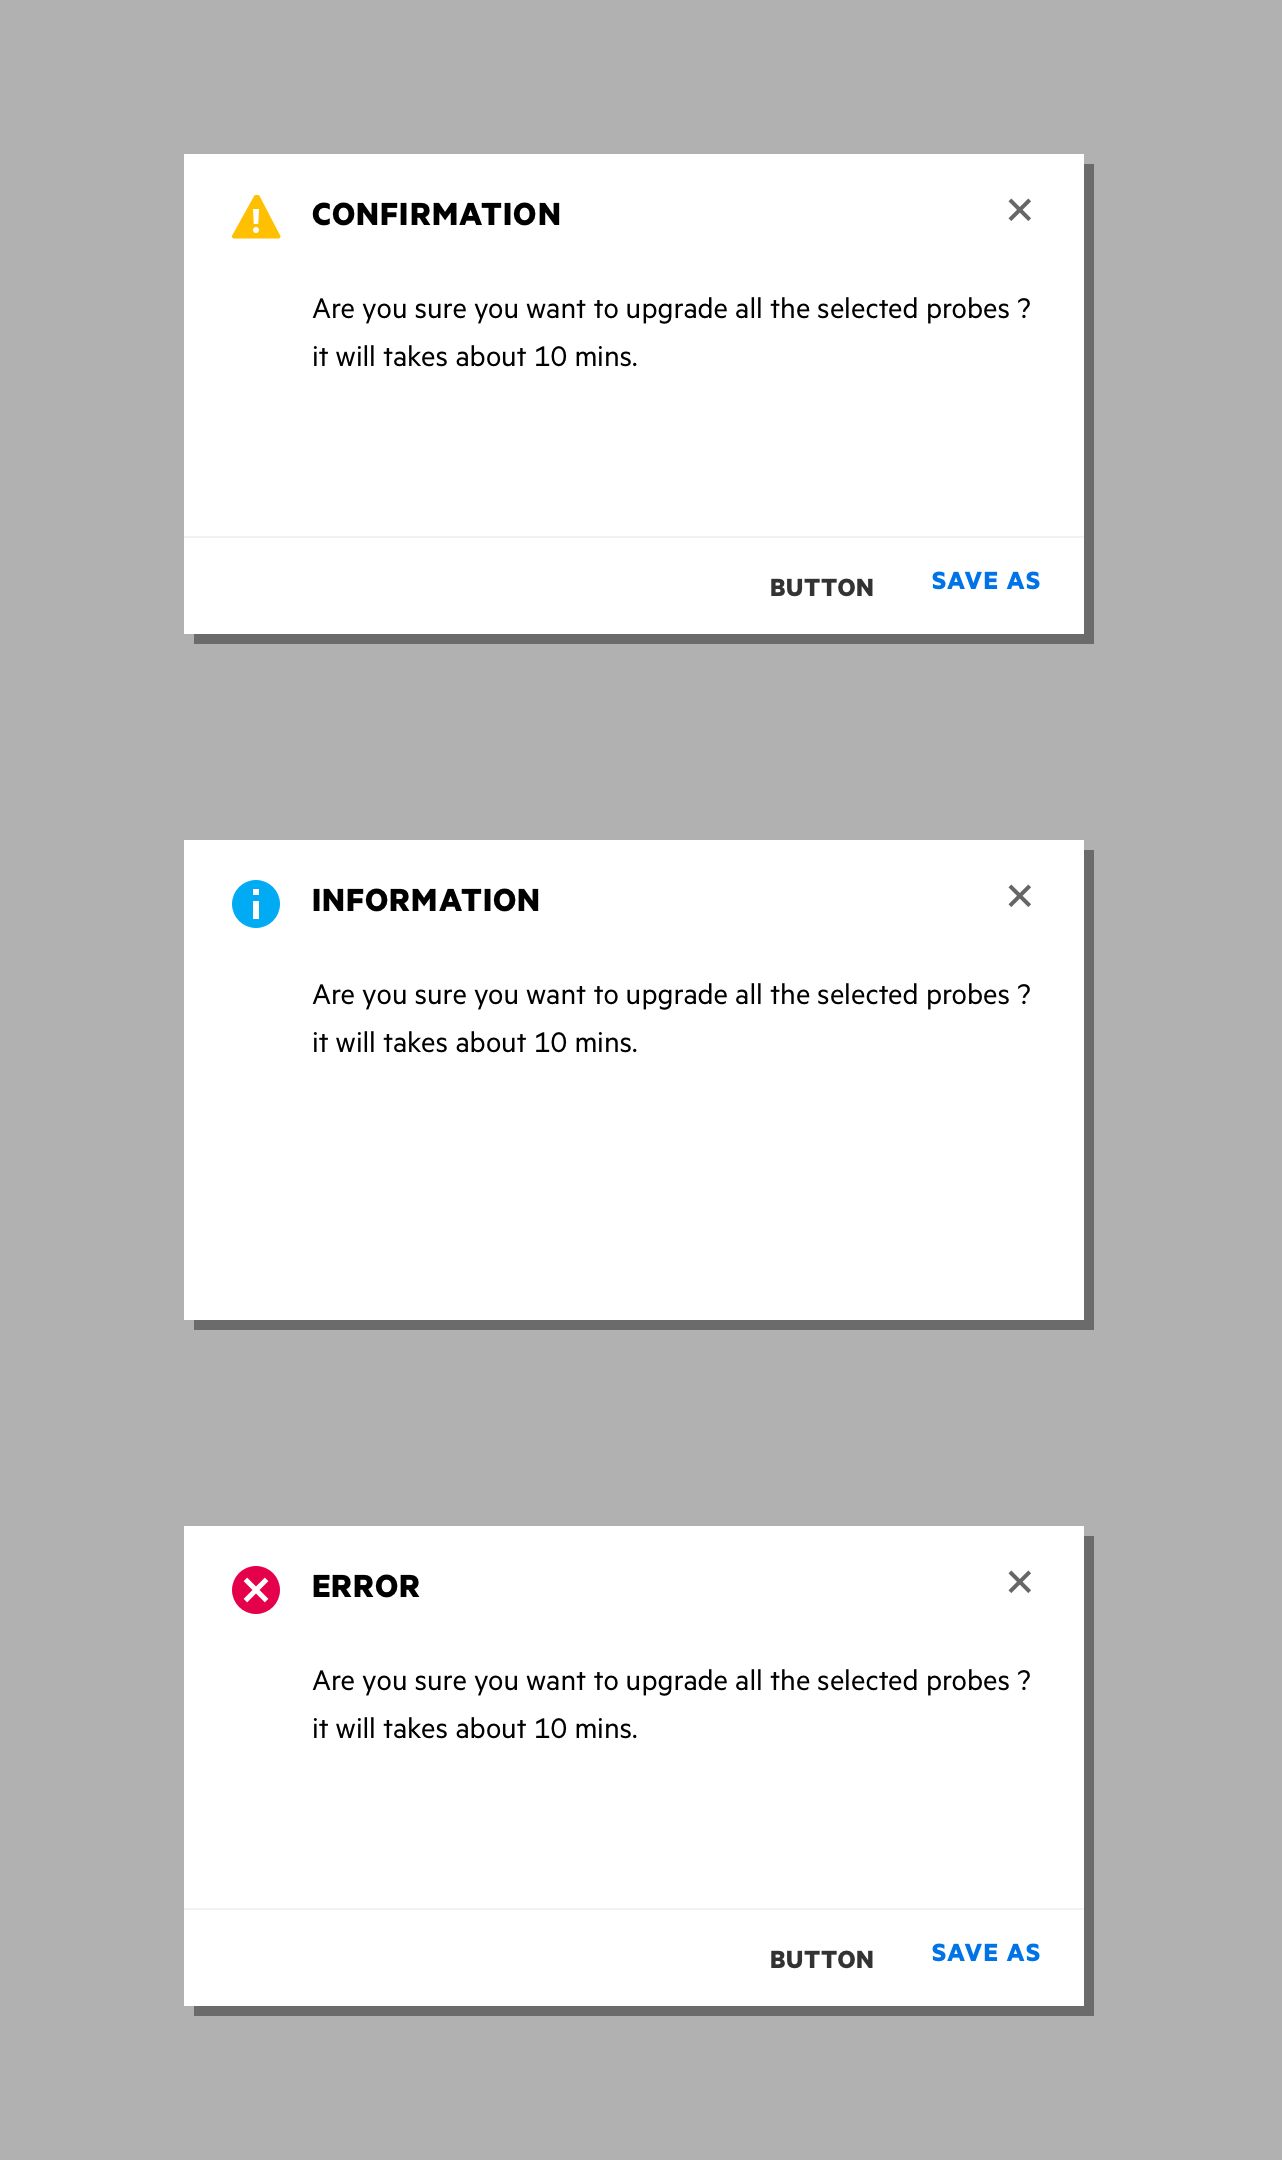 CONFIRMATION
Are you sure you want to upgrade all the selected probes ?
it will takes about 10 mins.
BUTTON
SAVE AS
INFORMATION
Are you sure you want to upgrade all the selected probes ?
it will takes about 10 mins.
ERROR
Are you sure you want to upgrade all the selected probes ?
it will takes about 10 mins.
BUTTON
SAVE AS